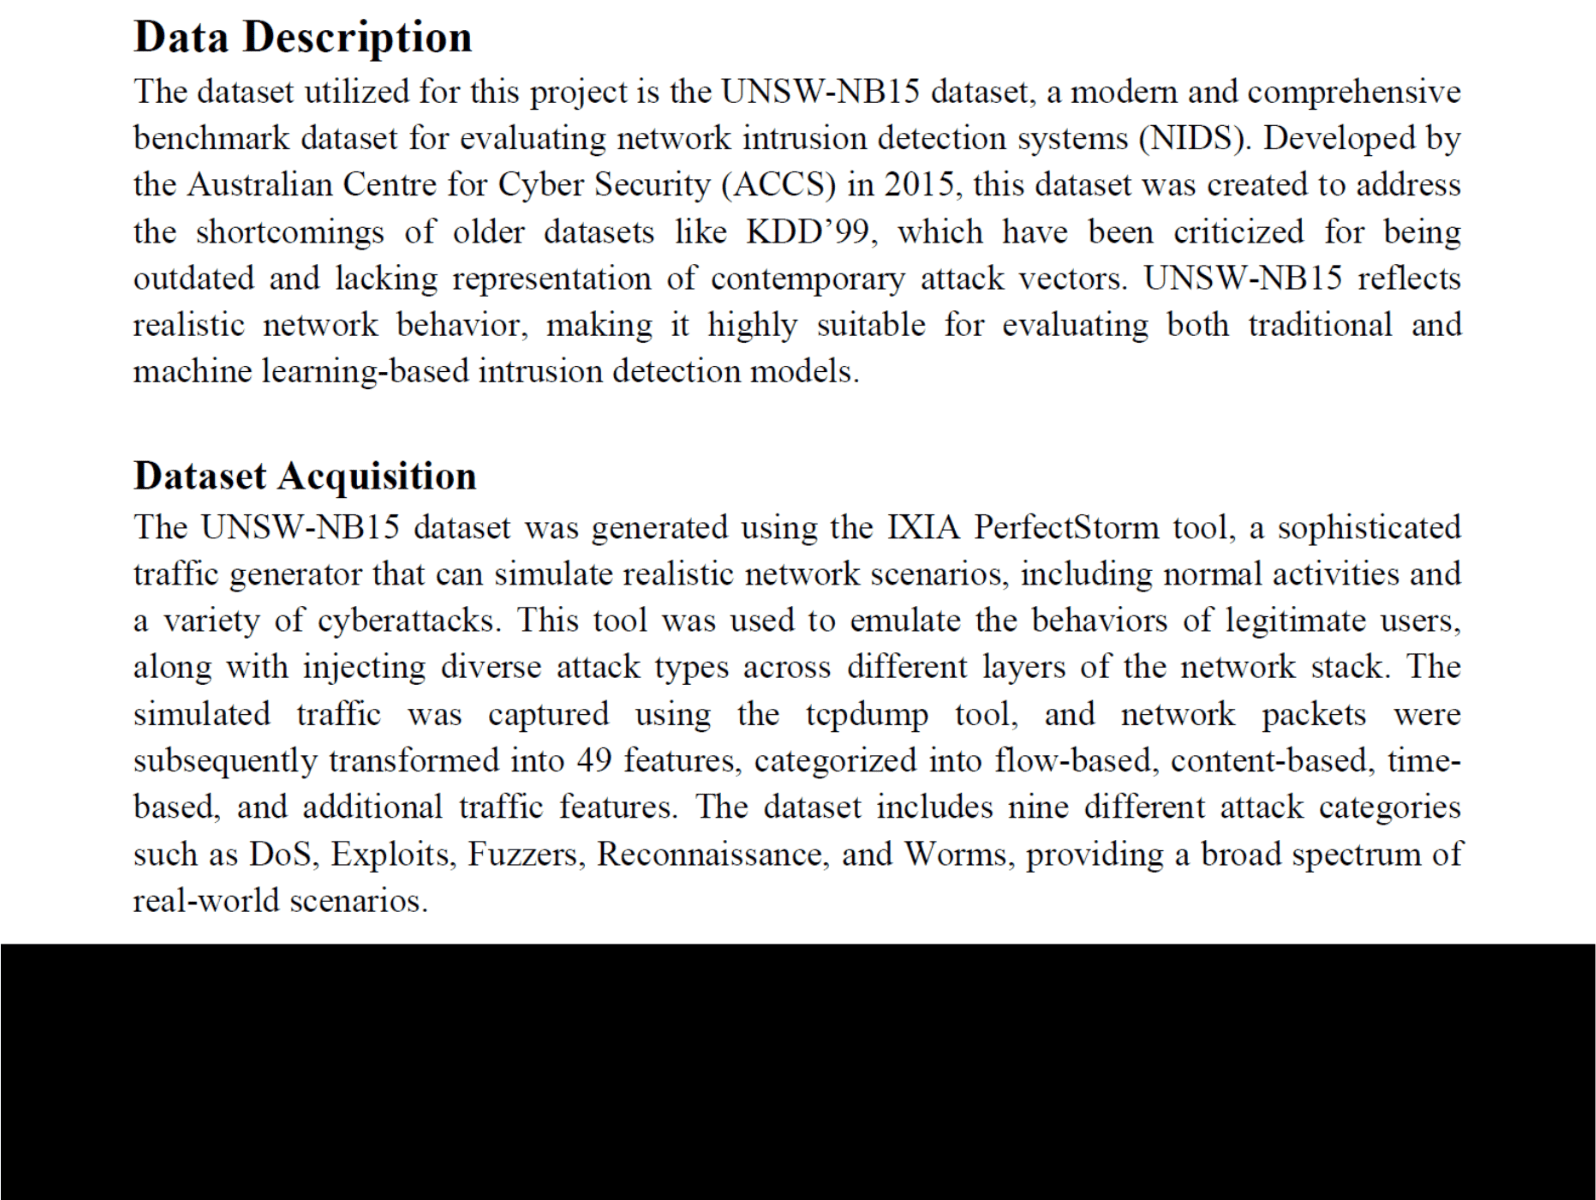 Data Description
The dataset utilized for this project is the UNSW-NB15 dataset, a modern and comprehensive
benchmark dataset for evaluating network intrusion detection systems (NIDS). Developed by
the Australian Centre for Cyber Security (ACCS) in 2015, this dataset was created to address
the shortcomings of older datasets like KDD’99, which have been criticized for being
outdated and lacking representation of contemporary attack vectors. UNSW-NB15 reflects
realistic network behavior, making it highly suitable for evaluating both traditional and
machine learning-based intrusion detection models.
Dataset Acquisition
The UNSW-NB15 dataset was generated using the IXIA PerfectStorm tool, a sophisticated
traffic generator that can simulate realistic network scenarios, including normal activities and
a variety of cyberattacks. This tool was used to emulate the behaviors of legitimate users,
along with injecting diverse attack types across different layers of the network stack. The
simulated traffic was captured using the tcpdump tool, and network packets were
subsequently transformed into 49 features, categorized into flow-based, content-based, time-
based, and additional traffic features. The dataset includes nine different attack categories
such as DoS, Exploits, Fuzzers, Reconnaissance, and Worms, providing a broad spectrum of
real-world scenarios.